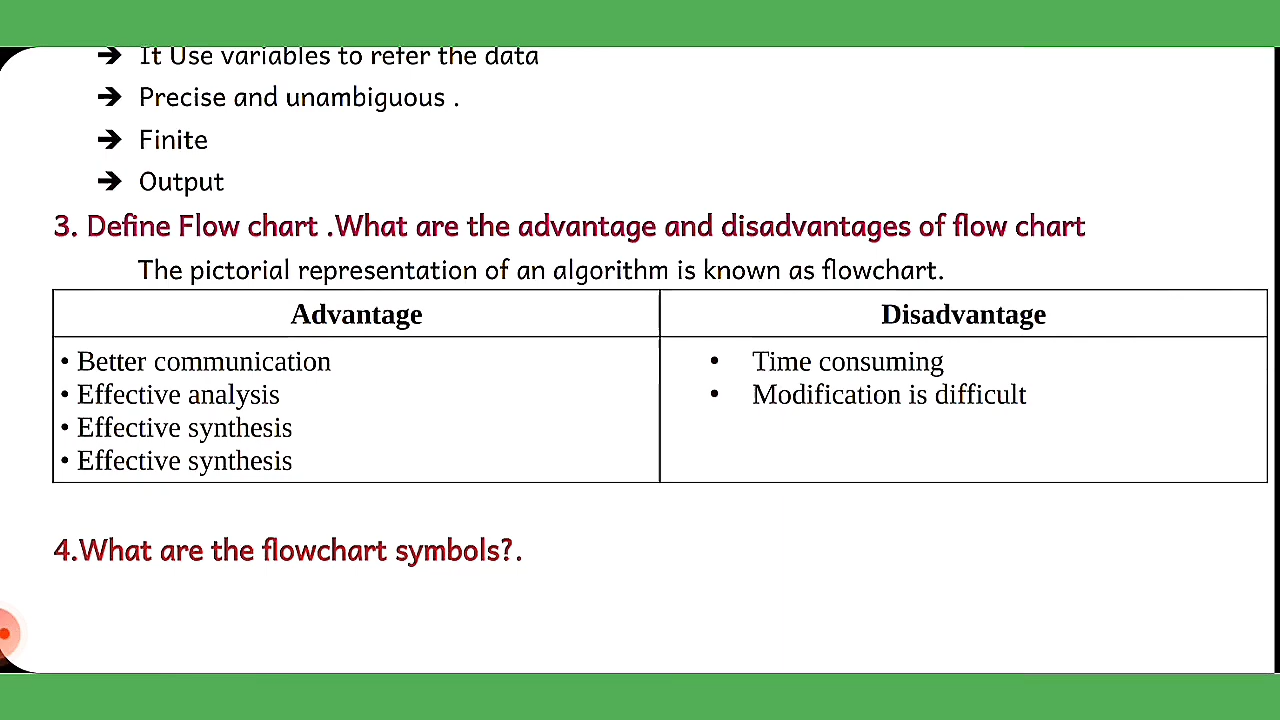 ➔ It Use variables to refer the data
➔ Precise and unambiguous .
➔ Finite
➔ Output
3. Define Flow chart .What are the advantage and disadvantages of flow chart
The pictorial representation of an algorithm is known as flowchart.
Advantage Disadvantage
• Better communication • Time consuming
• Effective analysis • Modification is difficult
• Effective synthesis
• Effective synthesis
4.What are the flowchart symbols?.